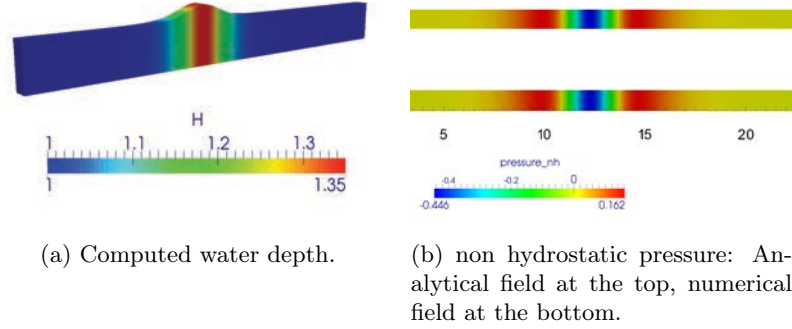 H
1 1.1 1.2 1.3
1 1.35
5 10 15 20
pressure_nh
-0.4 -0.2 0
-0.446 0.162
(a) Computed water depth.
(b) non hydrostatic pressure: An-
alytical field at the top, numerical
field at the bottom.